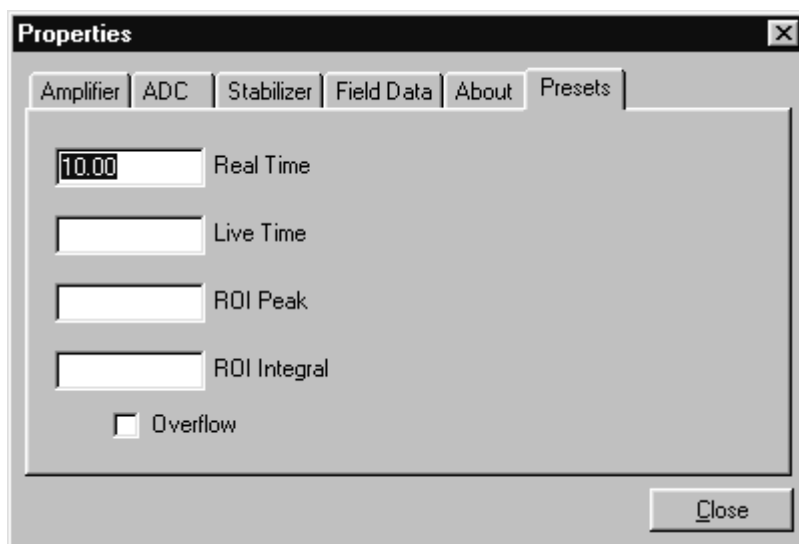 Properties
Amplifier ADC Stabilizer Field Data About Presets
10.00 Real Time
Live Time
ROI Peak
ROI Integral
Overflow
Close